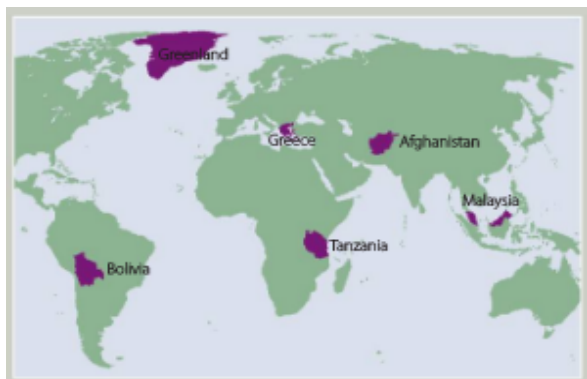 Greenland
Greece
Afghanistan
Malaysia
Tanzania
Bolivia